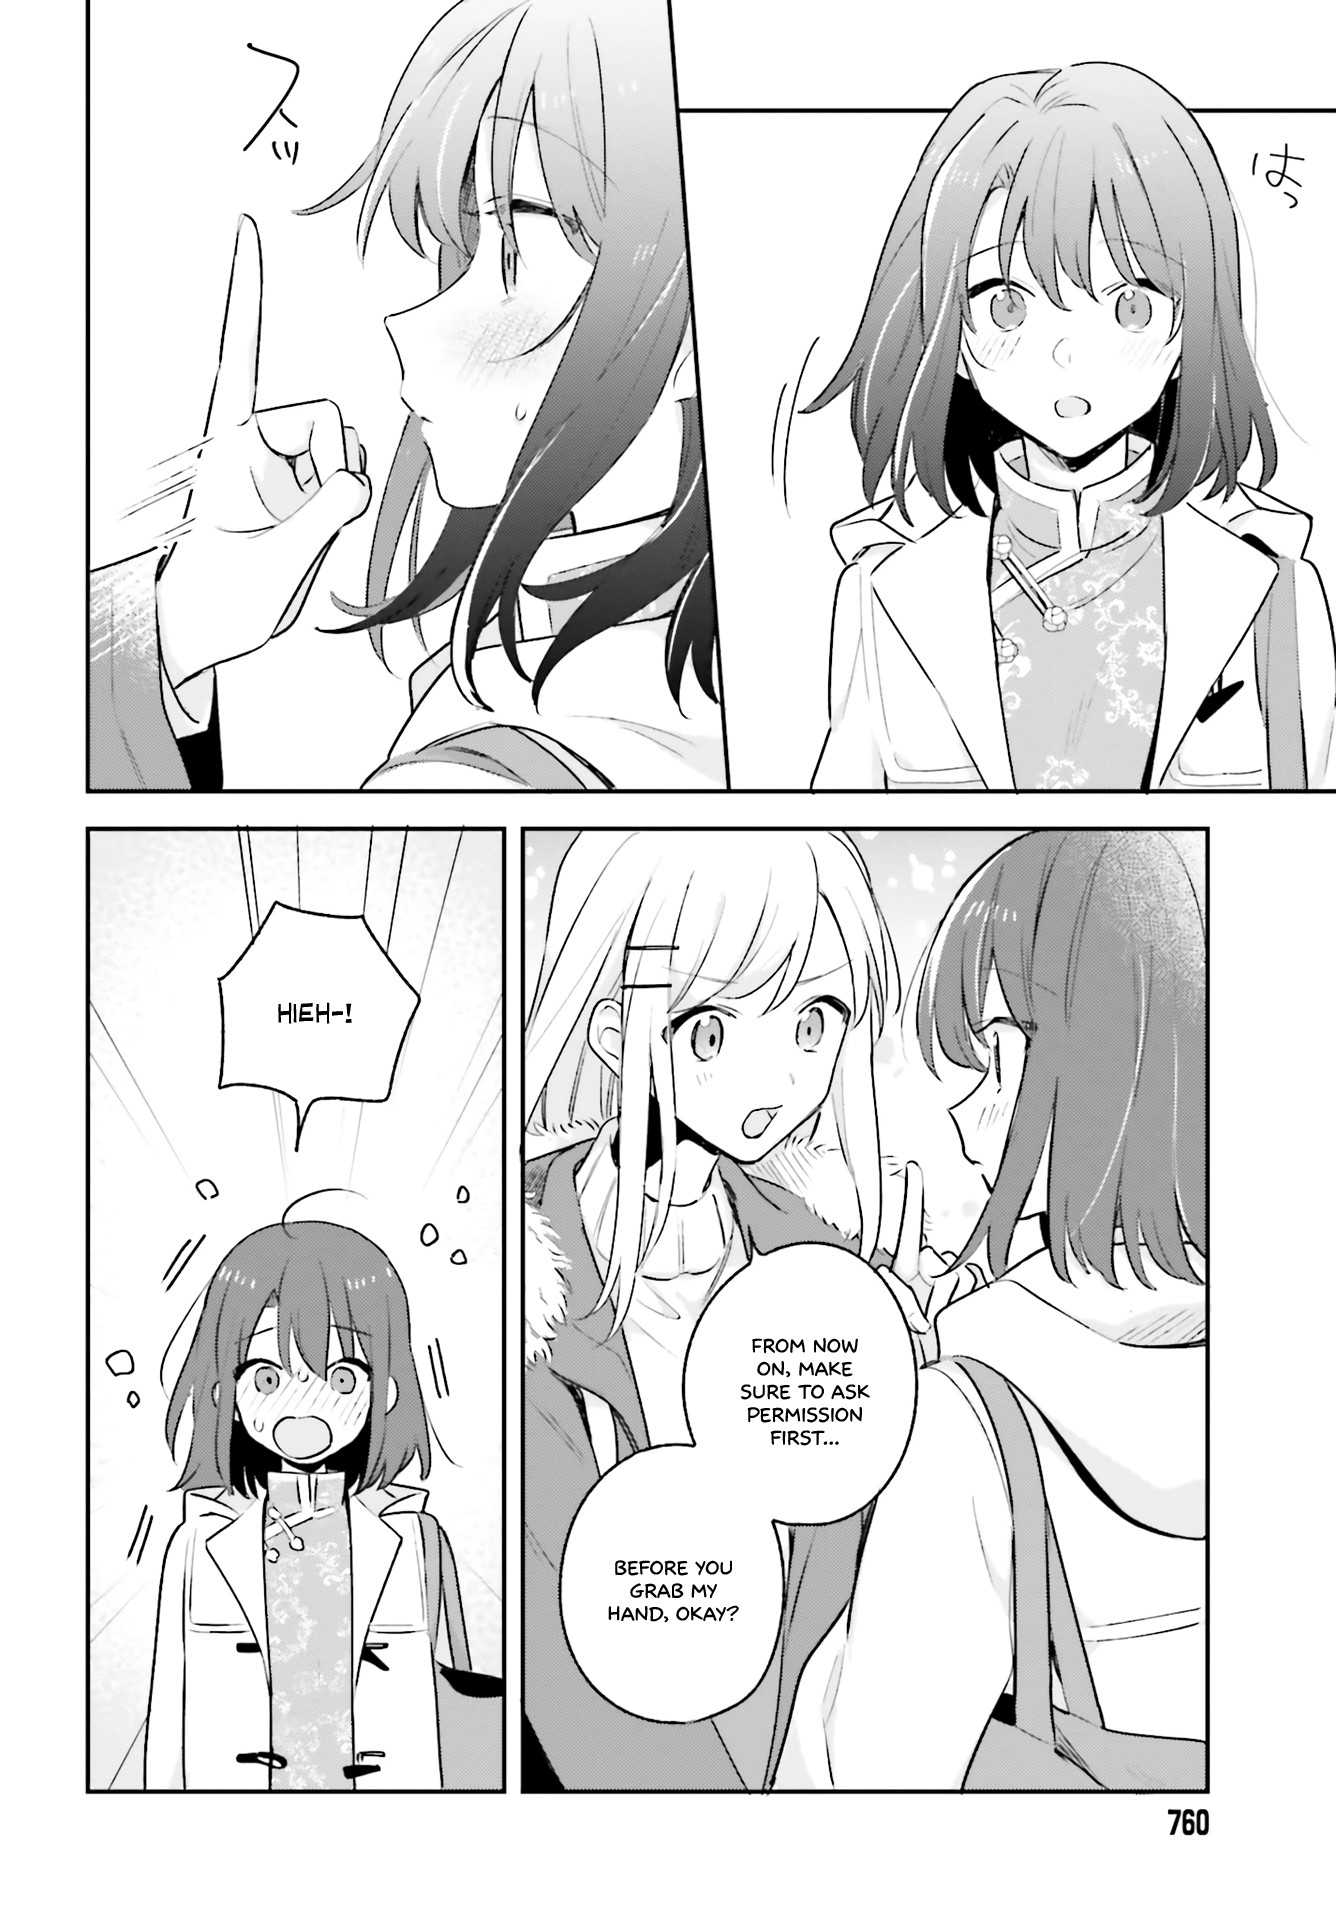 はっ
スッ
FROM NOW
ON, MAKE
SURE TO ASK
PERMISSION
FIRST...
BEFORE YOU
GRAB MY
HAND, OKAY?
HIEH-!
760